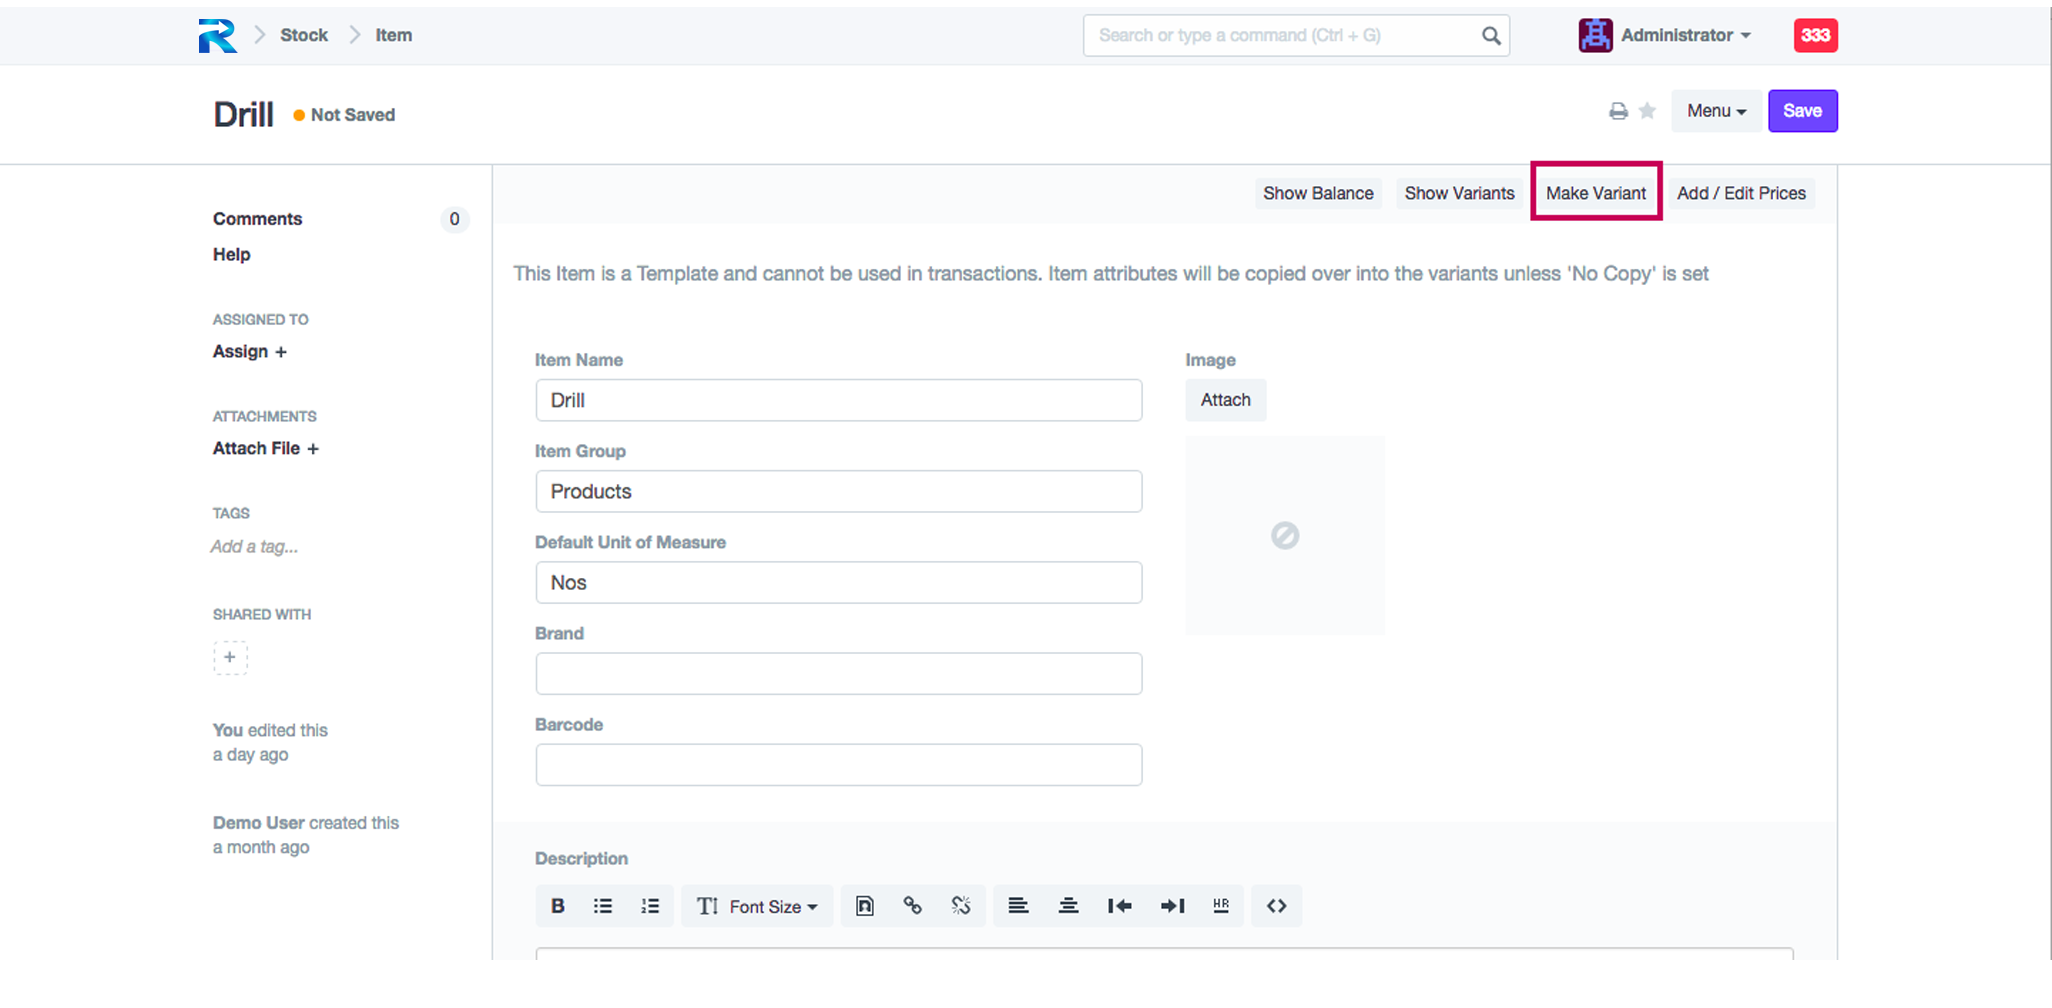 Stock Item
Search or type a command (Ctrl + G)
Administrator
333
Drill Not Saved
Menu
Save
Show Balance Show Variants Make Variant Add / Edit Prices
Comments 0
Help
ASSIGNED TO
Assign +
ATTACHMENTS
Attach File +
TAGS
Add a tag...
SHARED WITH
+
You edited this
a day ago
Demo User created this
a month ago
This Item is a Template and cannot be used in transactions. Item attributes will be copied over into the variants unless 'No Copy' is set
Item Name
Drill
Item Group
Products
Default Unit of Measure
Nos
Brand
Barcode
Image
Attach
Description
B Font Size HR